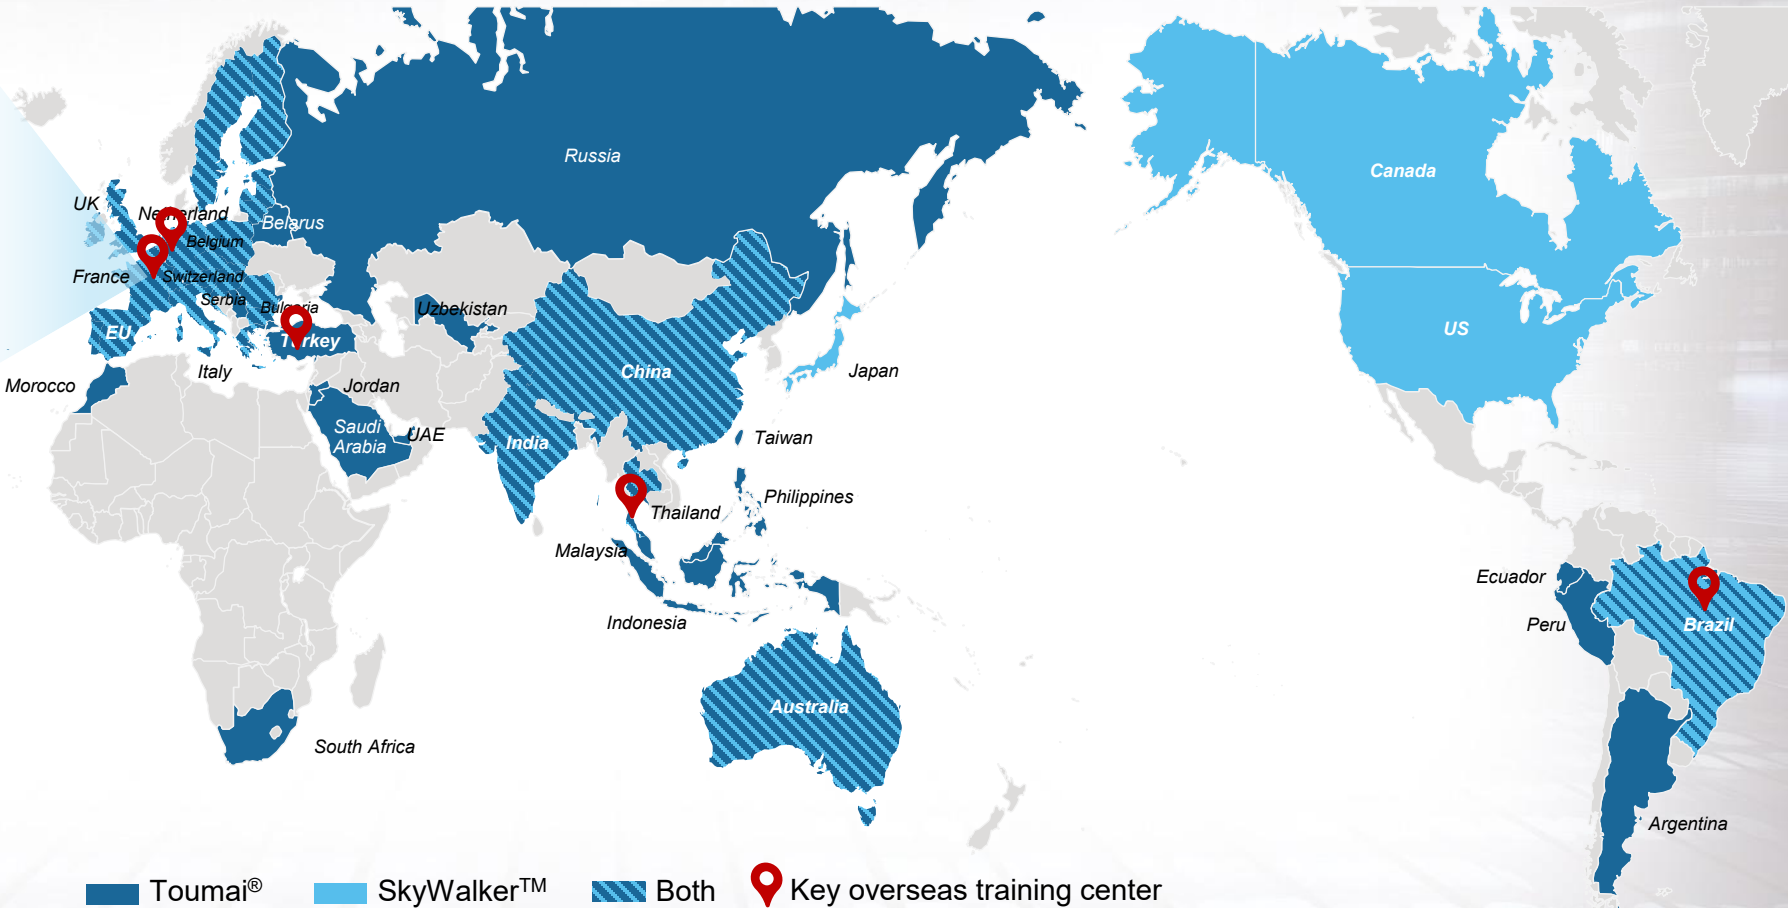 Russia
Canada
UK
Netherland
Belarus
Belgium
France
Switzerland
Serbia
Bulgaria
Uzbekistan
EU
Turkey
US
Italy
China
Japan
Morocco
Jordan
Saudi
Arabia
UAE
India
Taiwan
Philippines
Thailand
Malaysia
Ecuador
Indonesia
Peru
Brazil
Australia
South Africa
Argentina
Toumai® SkyWalker™ Both Key overseas training center